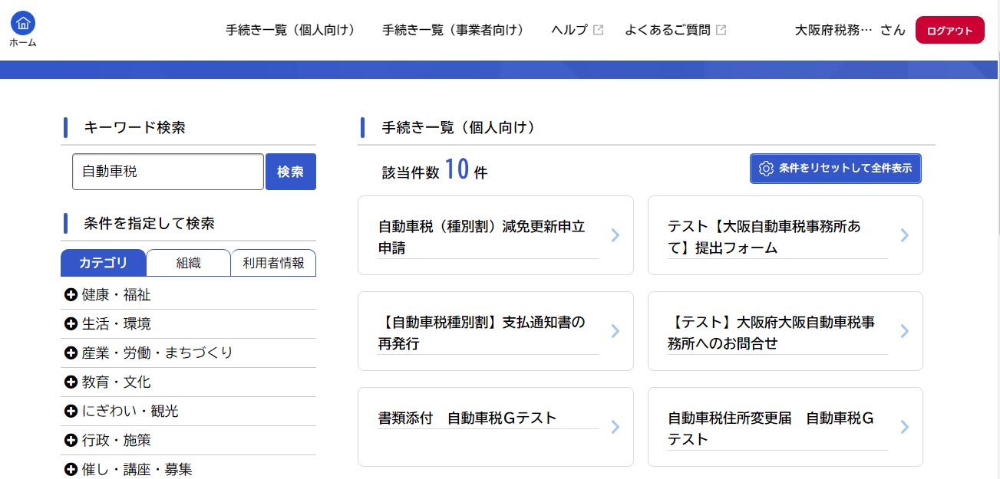 ホーム
手続き一覧（個人向け）
手続き一覧（事業者向け）
ヘルプ
よくあるご質問
大阪府税務… さん
ログアウト
キーワード検索
自動車税
検索
条件を指定して検索
カテゴリ
組織
利用者情報
健康・福祉
生活・環境
産業・労働・まちづくり
教育・文化
にぎわい・観光
行政・施策
催し・講座・募集
手続き一覧（個人向け）
該当件数 10 件
条件をリセットして全件表示
自動車税（種別割）減免更新申立
申請
テスト【大阪自動車税事務所あ
て】提出フォーム
【自動車税種別割】支払通知書の
再発行
【テスト】大阪府大阪自動車税事
務所へのお問合せ
書類添付　自動車税Gテスト
自動車税住所変更届　自動車税G
テスト